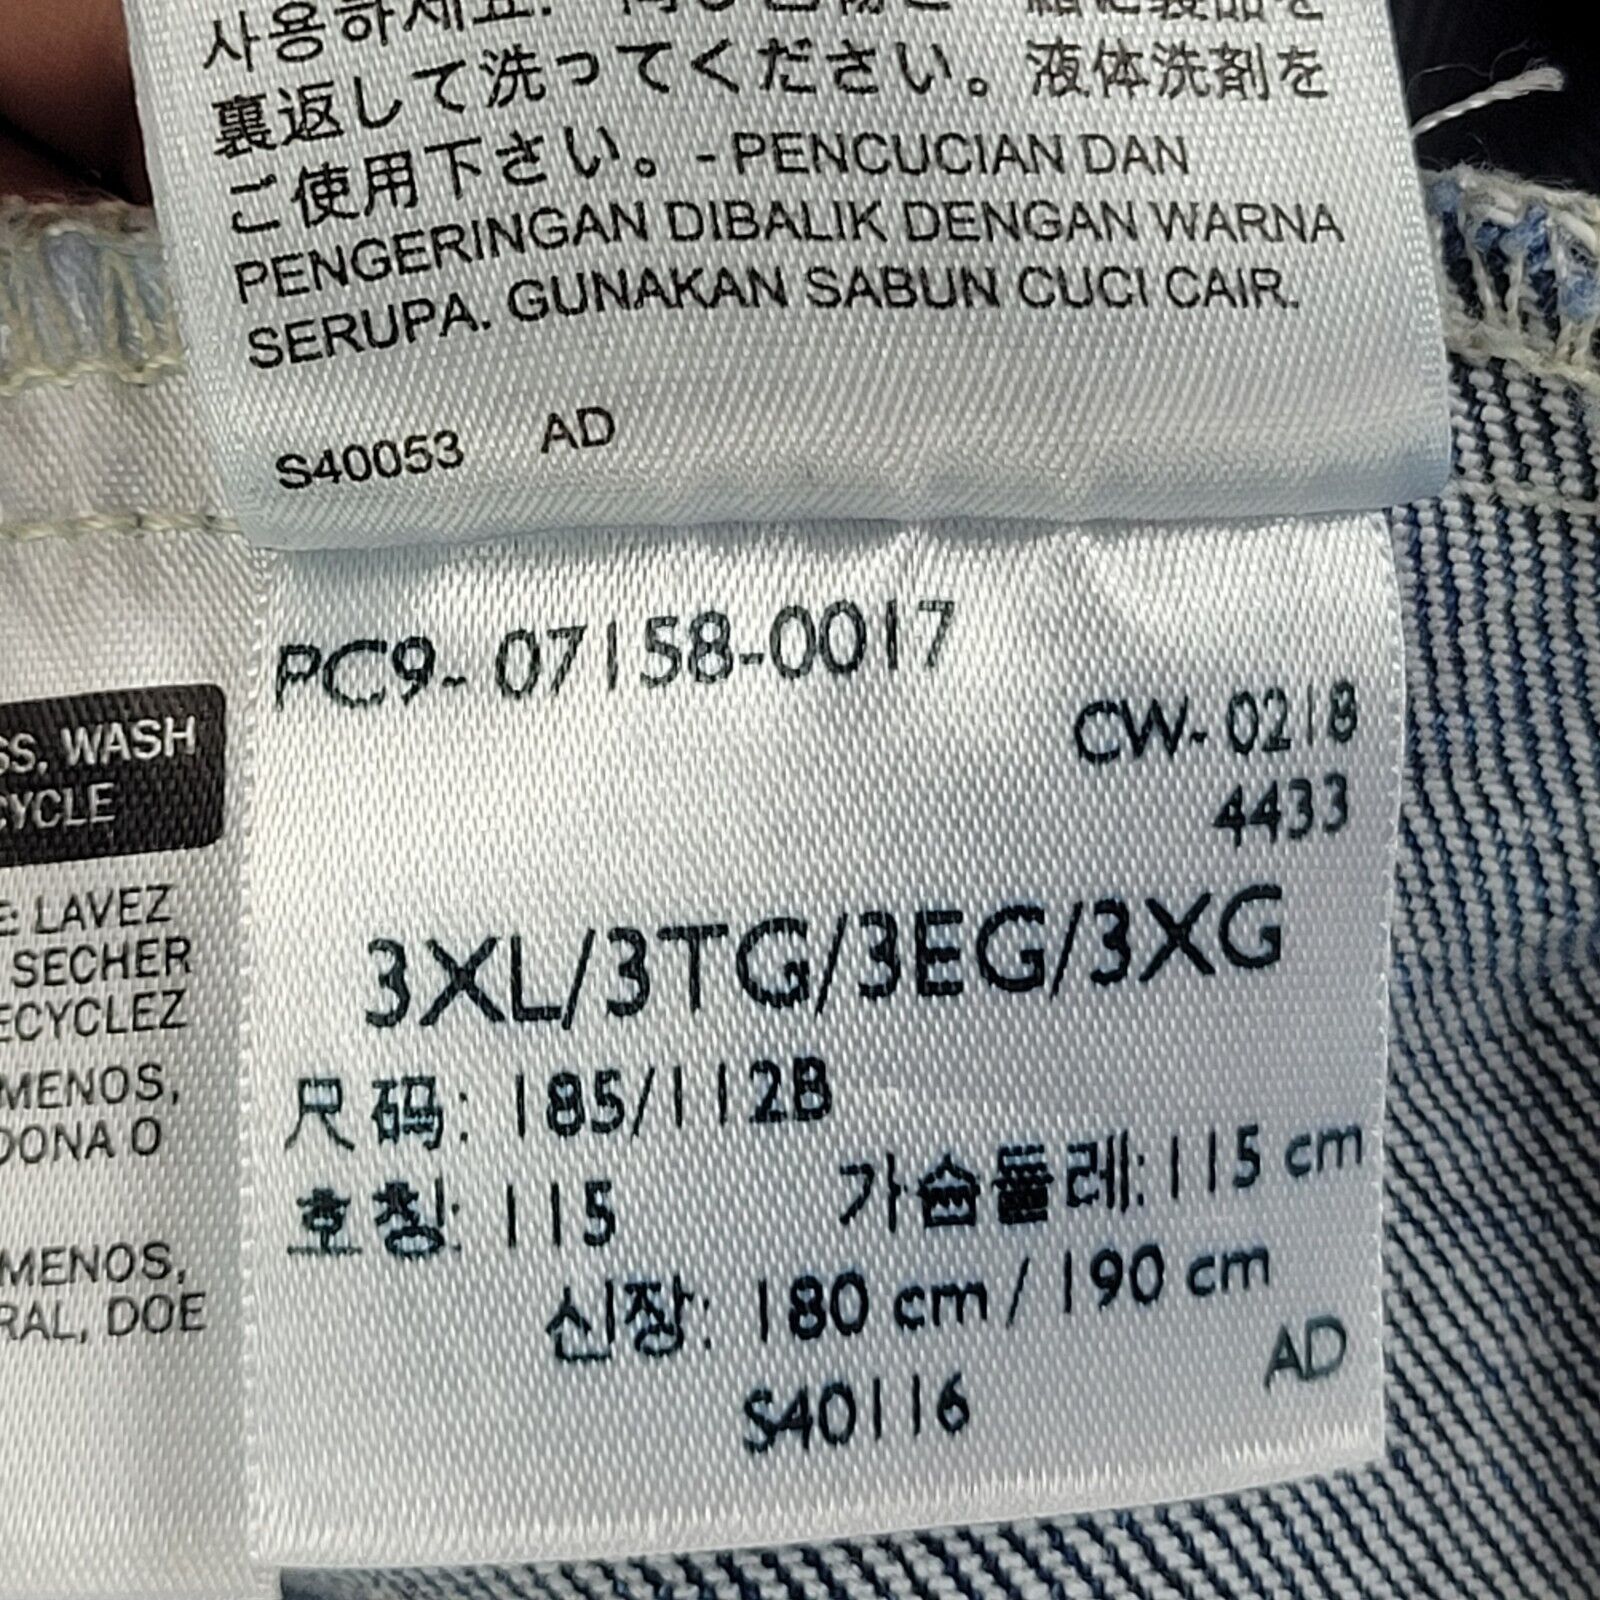 사용하세요.
裏返して洗ってください。液体洗剤を
ご使用下さい。- PENCUCIAN DAN
PENGERINGAN DIBALIK DENGAN WARNA
SERUPA. GUNAKAN SABUN CUCI CAIR.
S40053 AD
SS. WASH
CYCLE
E: LAVEZ
SECHER
ECYCLEZ
MENOS,
DONA O
MENOS,
RAL, DOE
PC9-07158-0017
CW-0218
4433
3XL/3TG/3EG/3XG
尺码: 185/112B
호칭: 115 가슴둘레: 115 cm
신장: 180 cm / 190 cm
S40116 AD